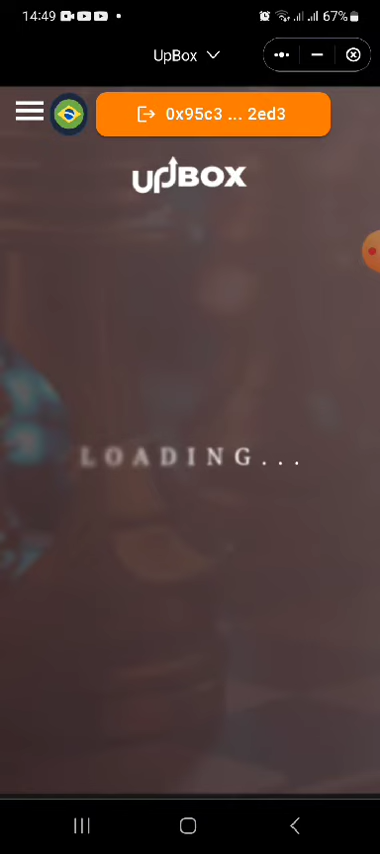 14:49
67%
UpBox
0x95c3 ... 2ed3
UPBOX
LOADING...